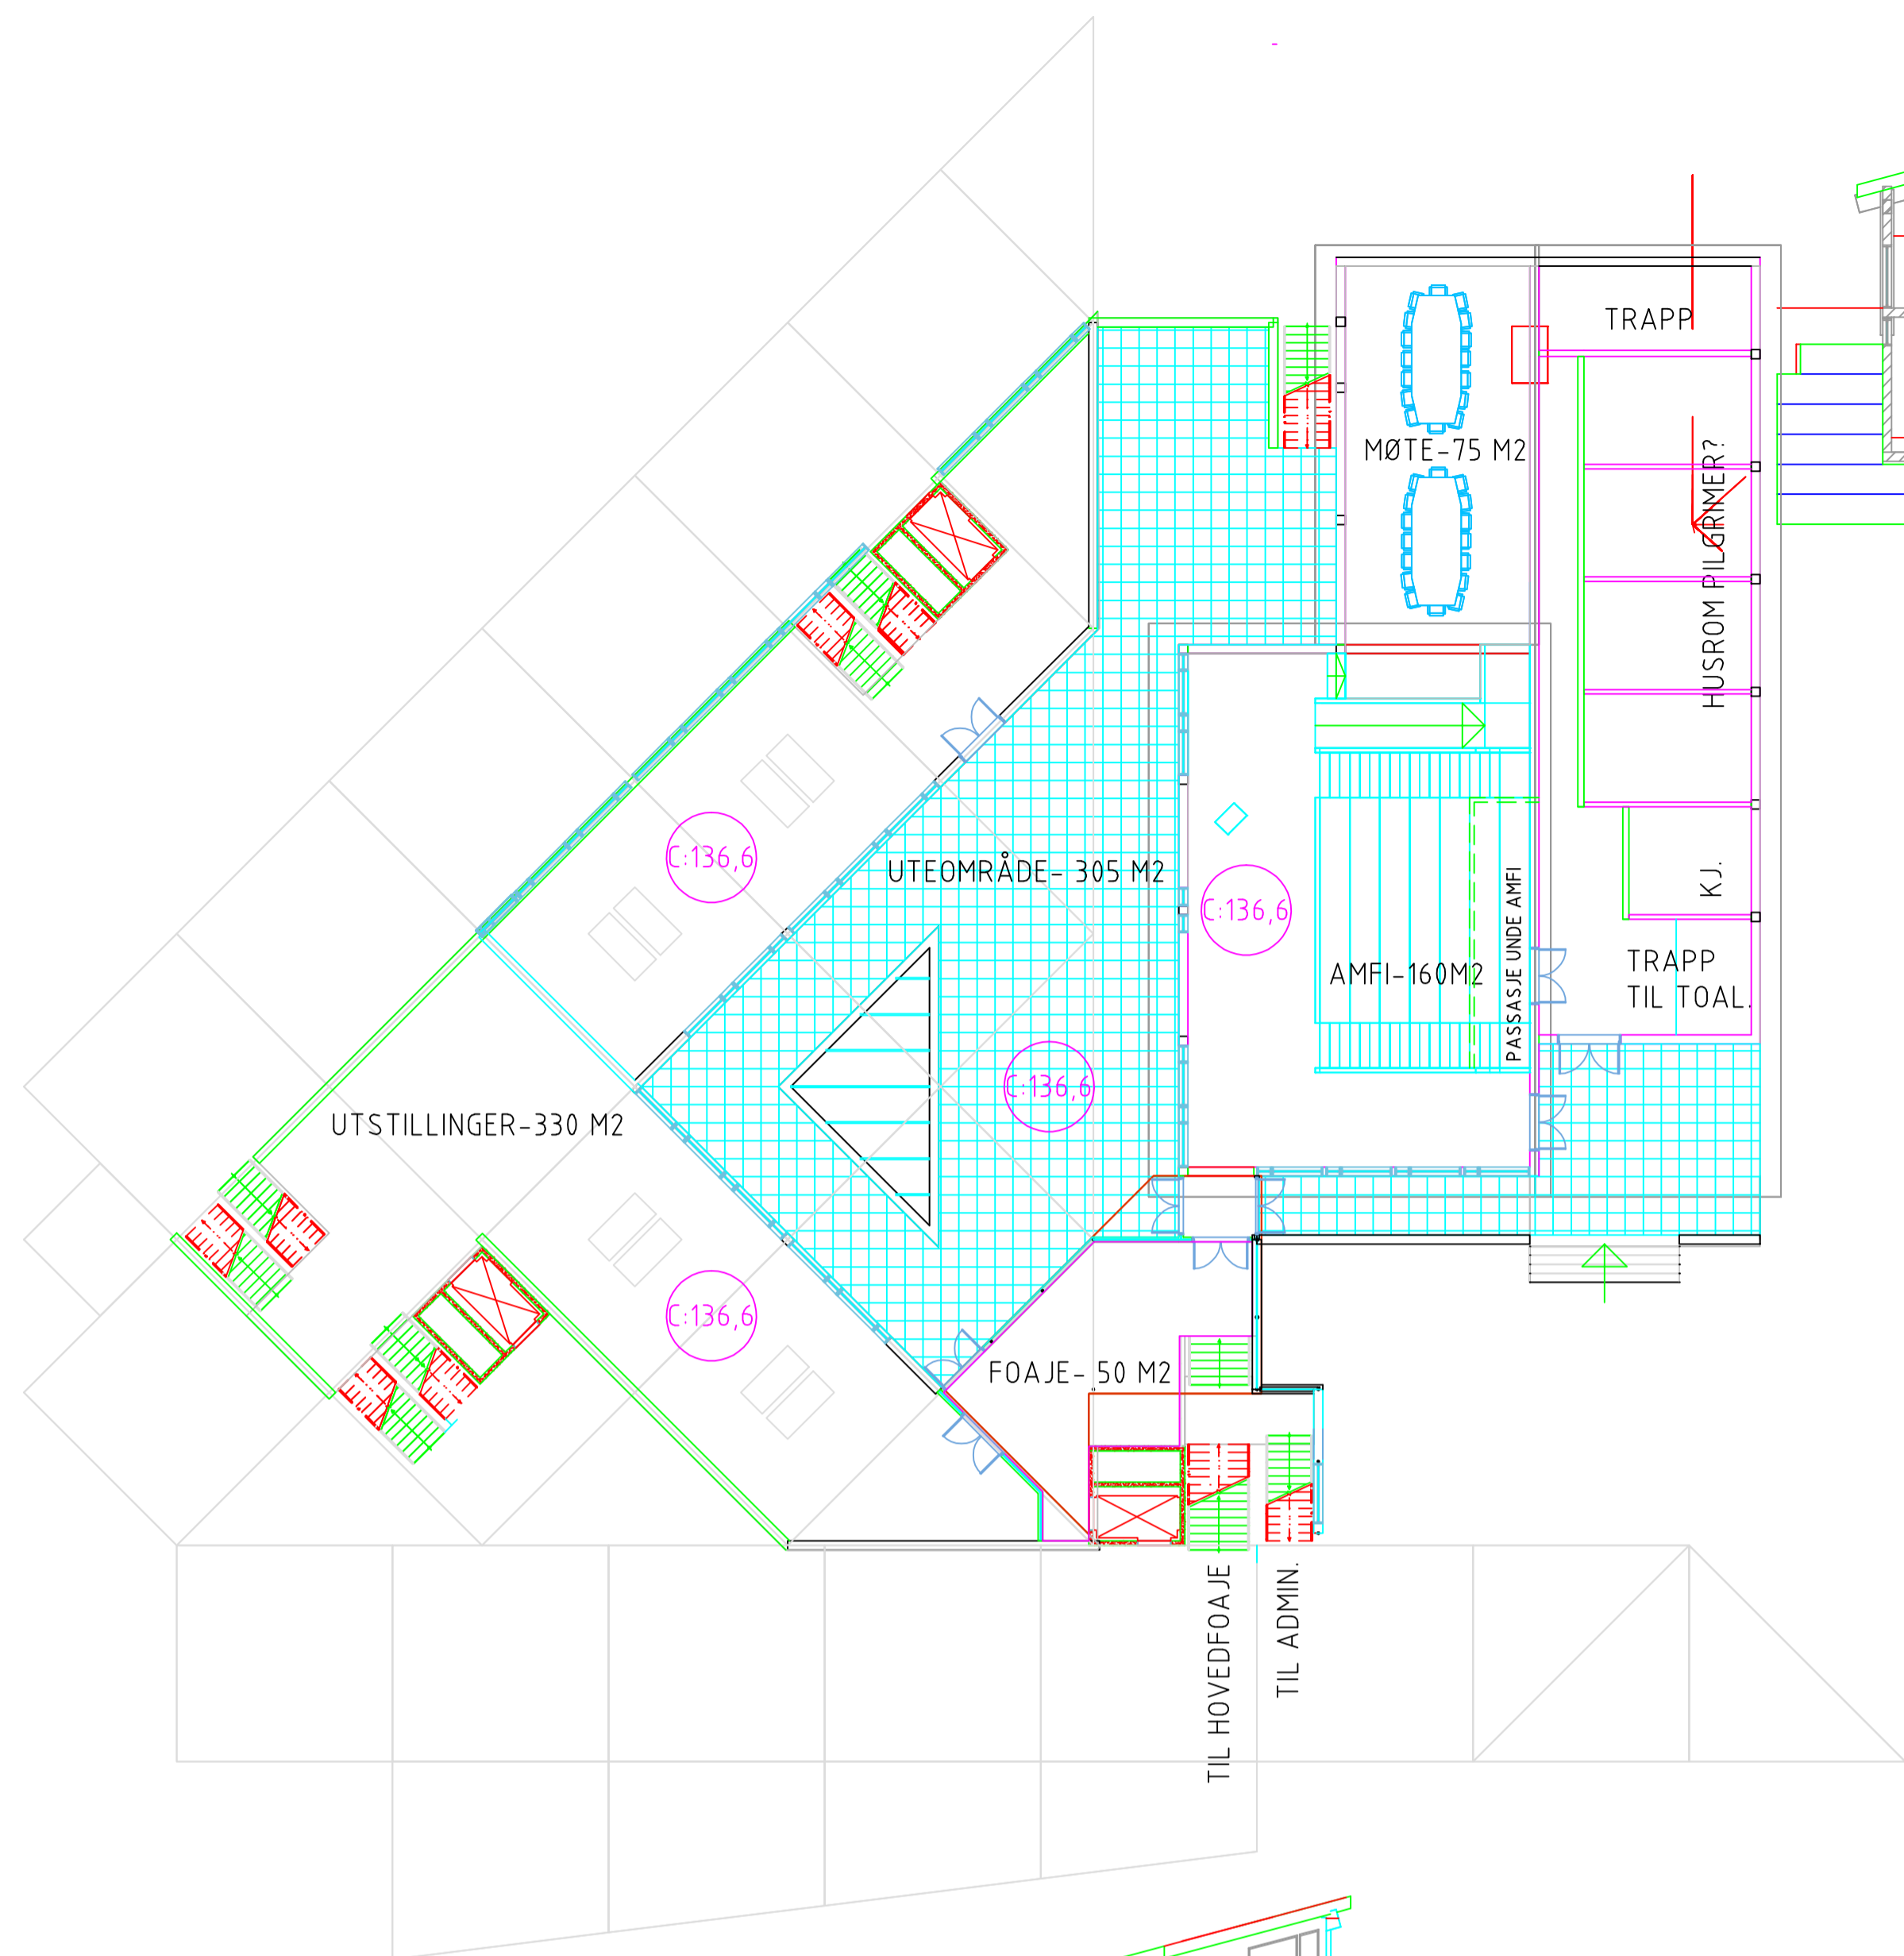 TRAPP
MØTE-75 M2
HUSROM PILGRIMER?
C:136,6
UTEOMRÅDE- 305 M2
C:136,6
KJ.
PASSASJE UNDE AMFI
AMFI-160M2
TRAPP
TIL TOAL.
C:136,6
UTSTILLINGER-330 M2
C:136,6
FOAJE- 50 M2
TIL HOVEDFOAJE
TIL ADMIN.